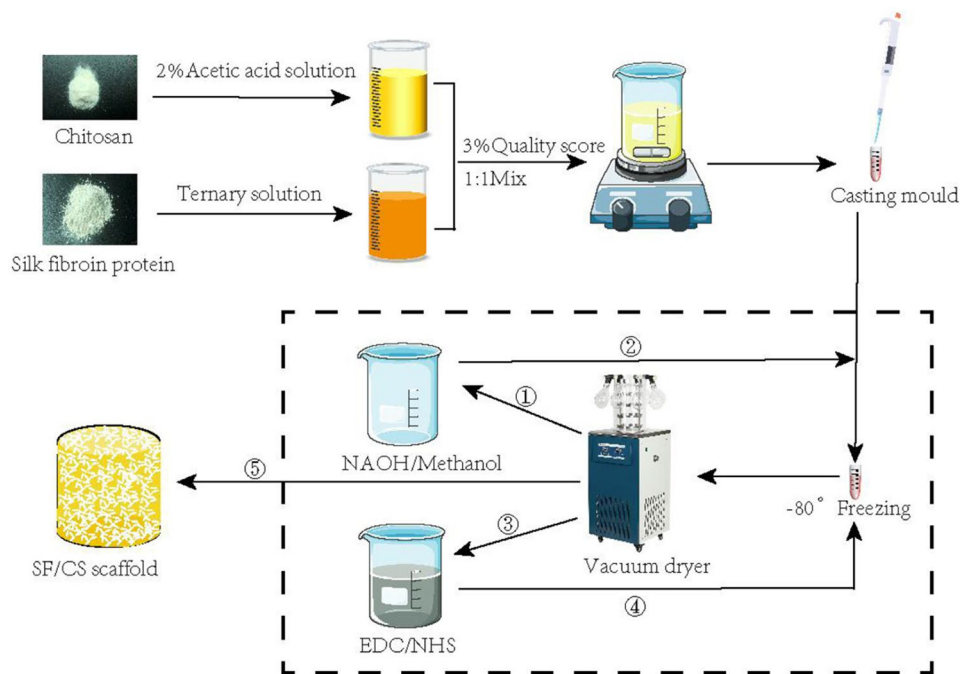 2%Acetic acid solution
Chitosan
3%Quality score
1:1Mix
Ternary solution
Casting mould
Silk fibroin protein
②
①
NAOH/Methanol
⑤
-80° Freezing
③
SF/CS scaffold
Vacuum dryer
④
EDC/NHS